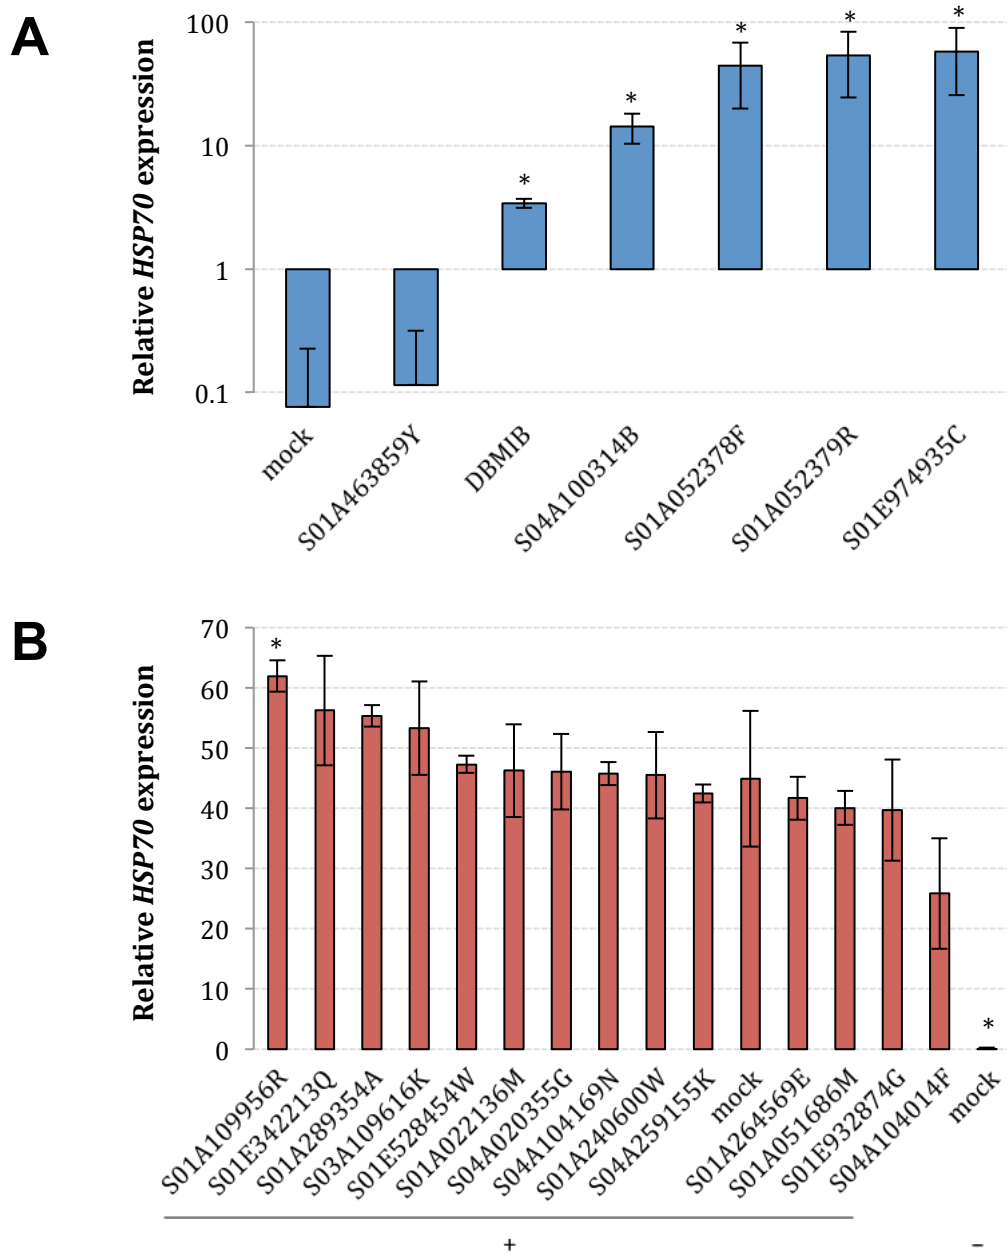 A
Relative HSP70 expression
100
10
1
0.1
* * * * *
mock S01A463859Y DBMIB S04A100314B S01A052378F S01A052379R S01E974935C
B
Relative HSP70 expression
70
60
50
40
30
20
10
0
* *
S01A109956R S01E342213Q S01A289354A S03A109616K S01E528454W S01A022136M S04A020355G S04A104169N S01A240600W S04A259155K mock S01A264569E S01A051686M S01E932874G S04A104014F mock
+ −